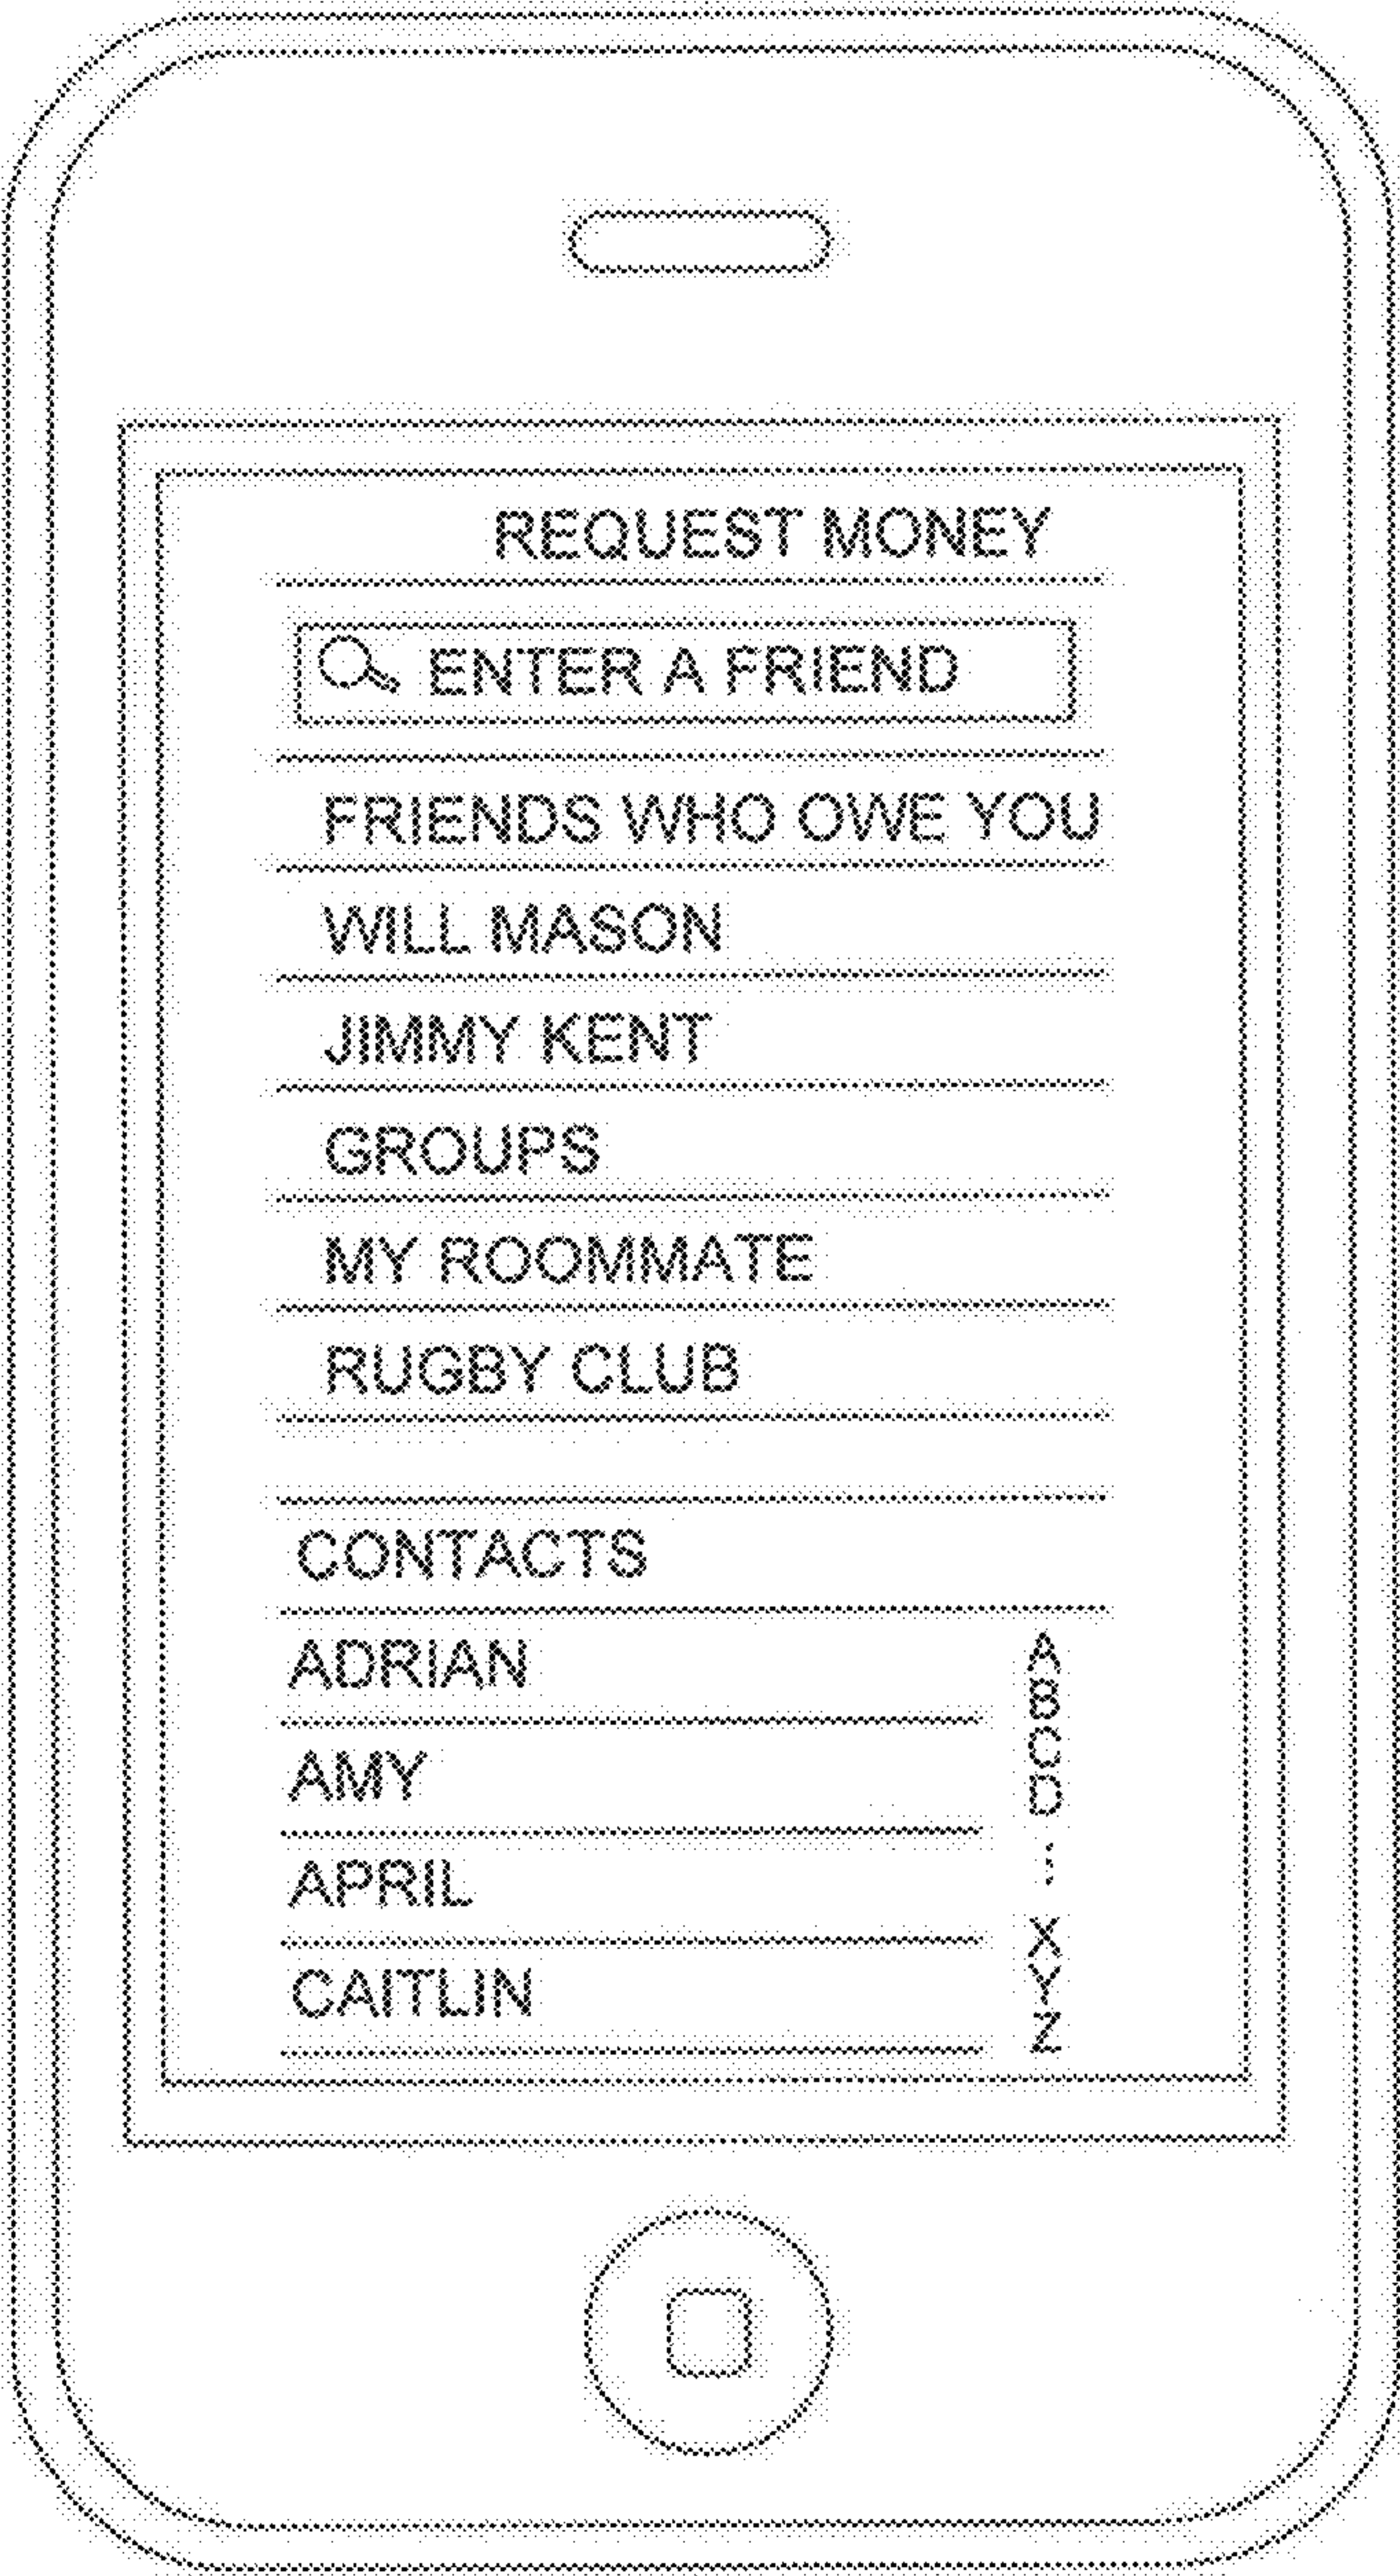 REQUEST MONEY
ENTER A FRIEND
FRIENDS WHO OWE YOU
WILL MASON
JIMMY KENT
GROUPS
MY ROOMMATE
RUGBY CLUB
CONTACTS
ADRIAN
AMY
APRIL
CAITLIN
A
B
C
D
X
Y
Z